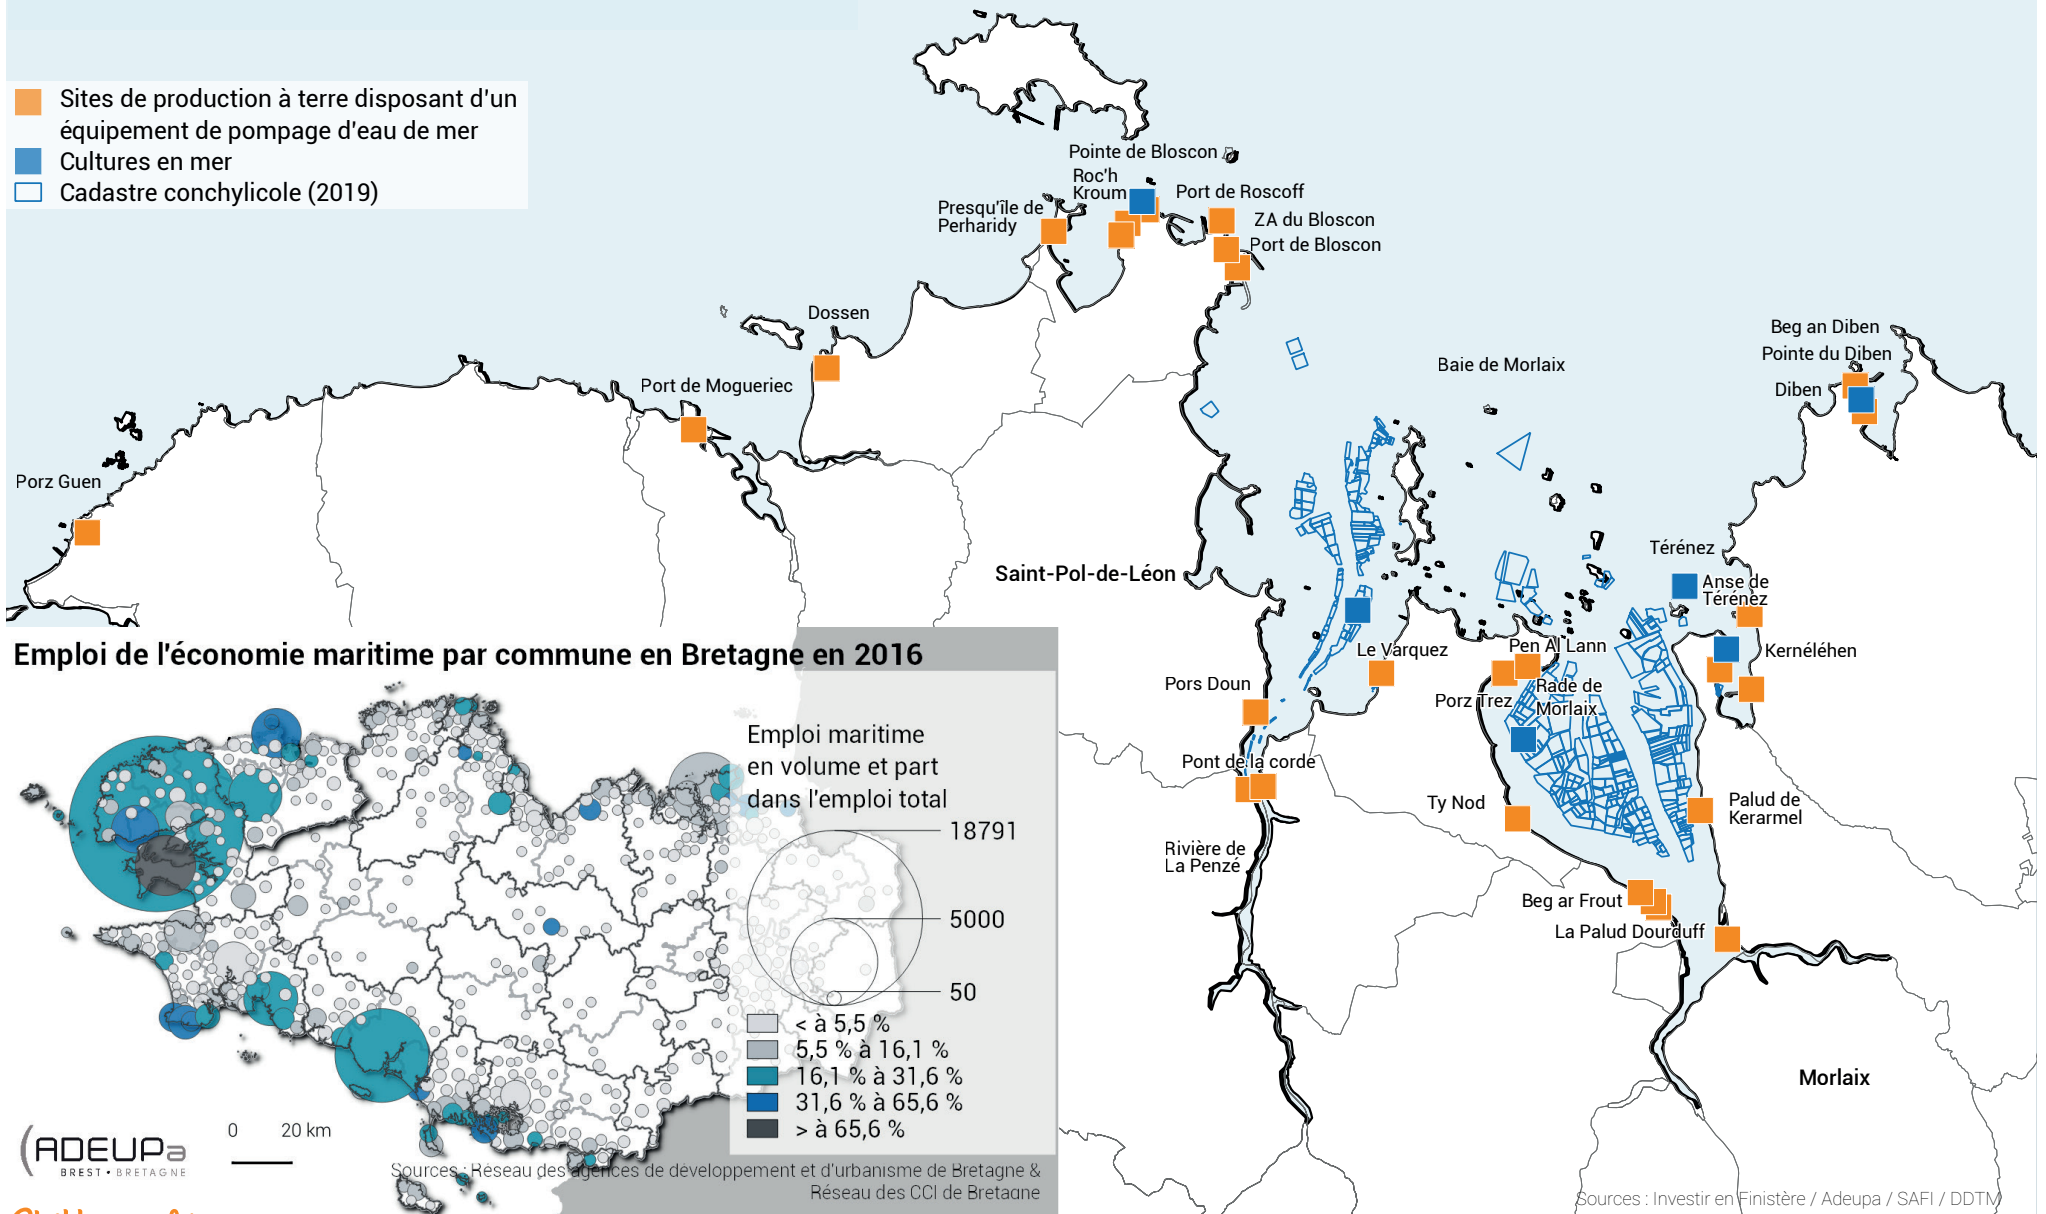 Sites de production à terre disposant d'un
équipement de pompage d'eau de mer
Cultures en mer
Cadastre conchylicole (2019)
Pointe de Bloscon
Roc'h
Kroum
Port de Roscoff
Presqu'île de
Perharidy
ZA du Bloscon
Port de Bloscon
Dossen
Beg an Diben
Pointe du Diben
Baie de Morlaix
Port de Mogueriec
Diben
Porz Guen
Térénez
Saint-Pol-de-Léon
Anse de
Térénez
Le Varquez
Pen Al Lann
Kernéléhen
Pors Doun
Porz Trez
Rade de
Morlaix
Pont de la corde
Ty Nod
Palud de
Kerarmel
Rivière de
La Penzé
Beg ar Frout
La Palud Dourduff
Morlaix
Sources : Investir en Finistère / Adeupa / SAFI / DDTM
Emploi de l'économie maritime par commune en Bretagne en 2016
Emploi maritime
en volume et part
dans l'emploi total
18791
5000
50
< à 5,5 %
5,5 % à 16,1 %
16,1 % à 31,6 %
31,6 % à 65,6 %
> à 65,6 %
ADEUPa
BREST • BRETAGNE
0 20 km
Sources : Réseau des agences de développement et d'urbanisme de Bretagne &
Réseau des CCI de Bretagne